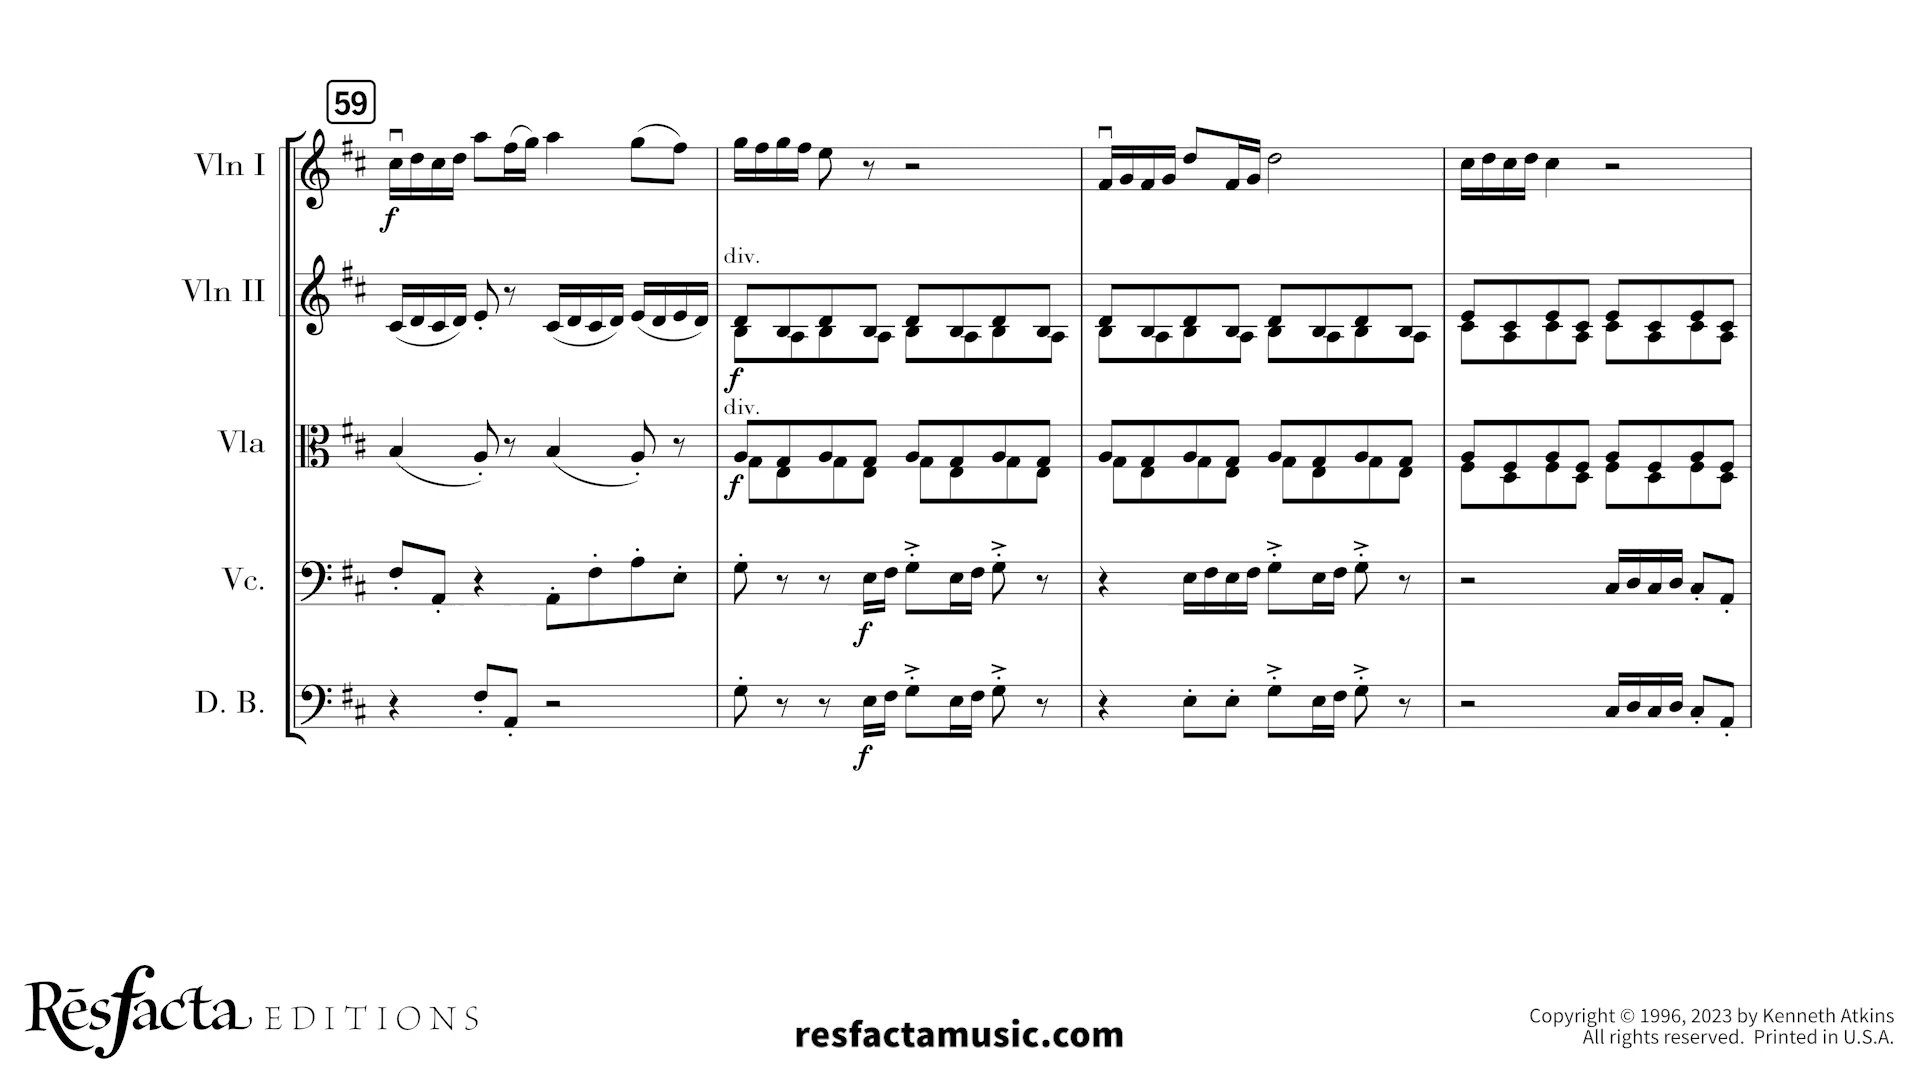 59
Vln I
f
div.
Vln II
f
div.
Vla
f
Vc.
f
D. B.
f
Rēsfacta EDITIONS
resfactamusic.com
Copyright © 1996, 2023 by Kenneth Atkins
All rights reserved. Printed in U.S.A.